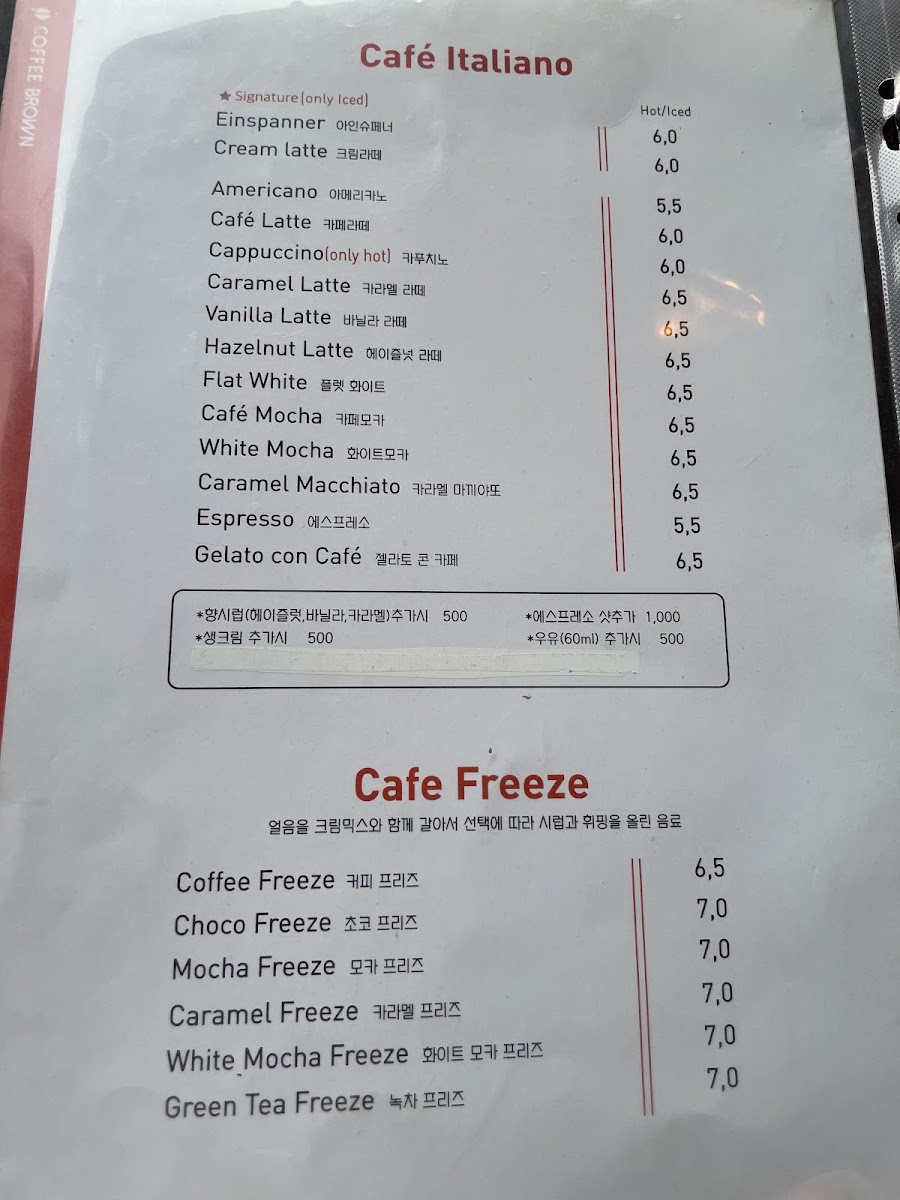 COFFEE BROWN
Café Italiano
★ Signature(only Iced)
Hot/Iced
Einspanner 아인슈페너 6,0
Cream latte 크림라떼 6,0
Americano 아메리카노 5,5
Café Latte 카페라떼 6,0
Cappuccino(only hot) 카푸치노 6,0
Caramel Latte 카라멜 라떼 6,5
Vanilla Latte 바닐라 라떼 6,5
Hazelnut Latte 헤이즐넛 라떼 6,5
Flat White 플렛 화이트 6,5
Café Mocha 카페모카 6,5
White Mocha 화이트모카 6,5
Caramel Macchiato 카라멜 마끼야또 6,5
Espresso 에스프레소 5,5
Gelato con Café 젤라토 콘 카페 6,5
*향시럽(헤이즐럿,바닐라,카라멜)추가시 500 *에스프레소 샷추가 1,000
*생크림 추가시 500 *우유(60ml) 추가시 500
Cafe Freeze
얼음을 크림믹스와 함께 갈아서 선택에 따라 시럽과 휘핑을 올린 음료
Coffee Freeze 커피 프리즈 6,5
Choco Freeze 초코 프리즈 7,0
Mocha Freeze 모카 프리즈 7,0
Caramel Freeze 카라멜 프리즈 7,0
White Mocha Freeze 화이트 모카 프리즈 7,0
Green Tea Freeze 녹차 프리즈 7,0